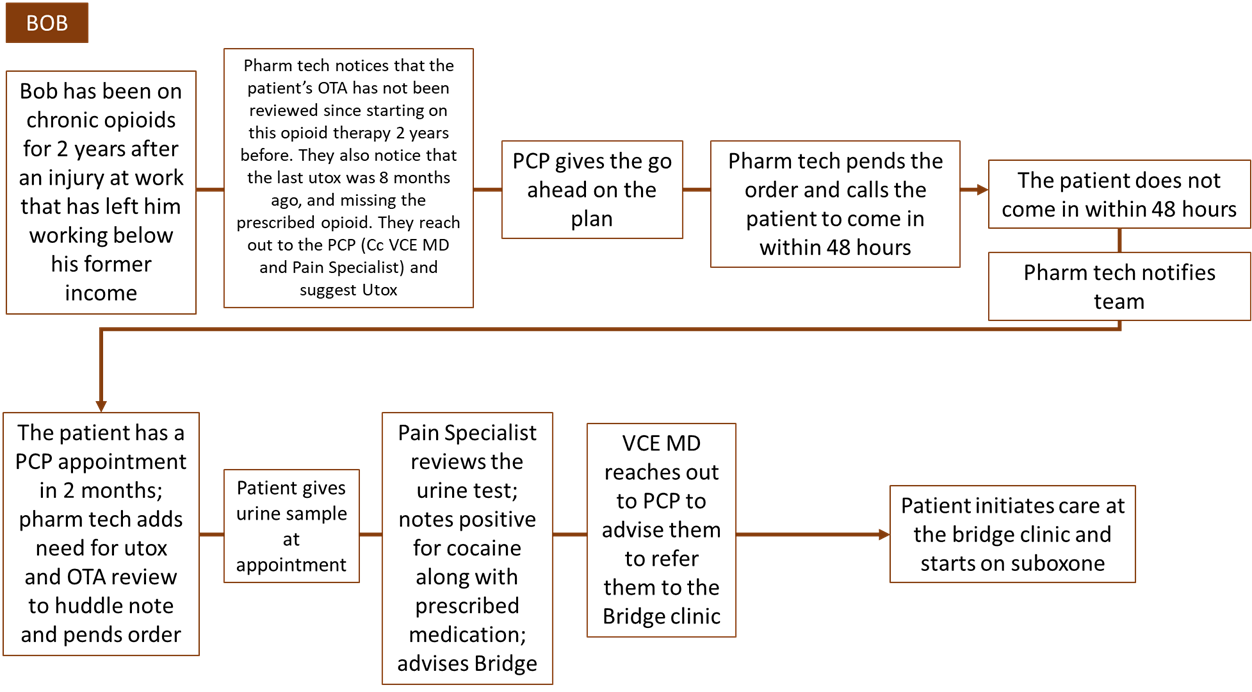 BOB
Bob has been on
chronic opioids
for 2 years after
an injury at work
that has left him
working below
his former
income
Pharm tech notices that the
patient's OTA has not been
reviewed since starting on
this opioid therapy 2 years
before. They also notice that
the last utox was 8 months
ago, and missing the
prescribed opioid. They reach
out to the PCP (Cc VCE MD
and Pain Specialist) and
suggest Utox
PCP gives the go
ahead on the
plan
Pharm tech pends the
order and calls the
patient to come in
within 48 hours
The patient does not
come in within 48 hours
Pharm tech notifies
team
The patient has a
PCP appointment
in 2 months;
pharm tech adds
need for utox
and OTA review
to huddle note
and pends order
Patient gives
urine sample
at
appointment
Pain Specialist
reviews the
urine test;
notes positive
for cocaine
along with
prescribed
medication;
advises Bridge
VCE MD
reaches out
to PCP to
advise them
to refer
them to the
Bridge clinic
Patient initiates care at
the bridge clinic and
starts on suboxone